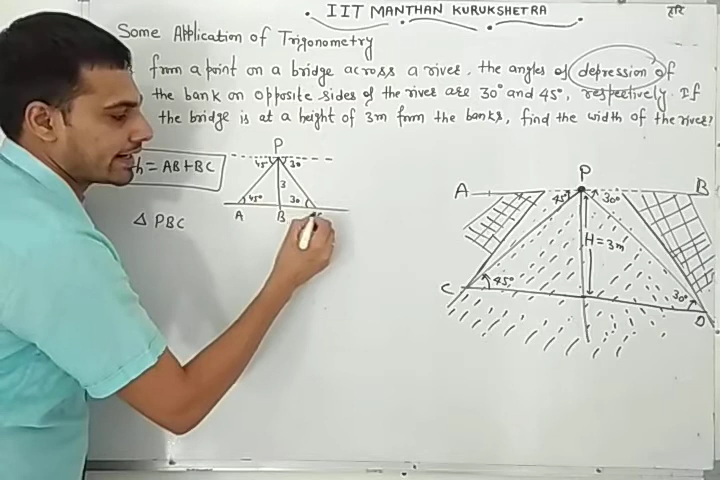 IIT MANTHAN KURUKSHETRA
हरि
Some Application of Trigonometry
from a point on a bridge across a river, the angles of depression of
the bank on opposite sides of the river are 30° and 45°, respectively. If
the bridge is at a height of 3m from the banks, find the width of the river?
h = AB + BC
P
45° 30
3
45° 30
A B
Δ PBC
P
A B
45° 30°
H = 3m
C 45° 30° D